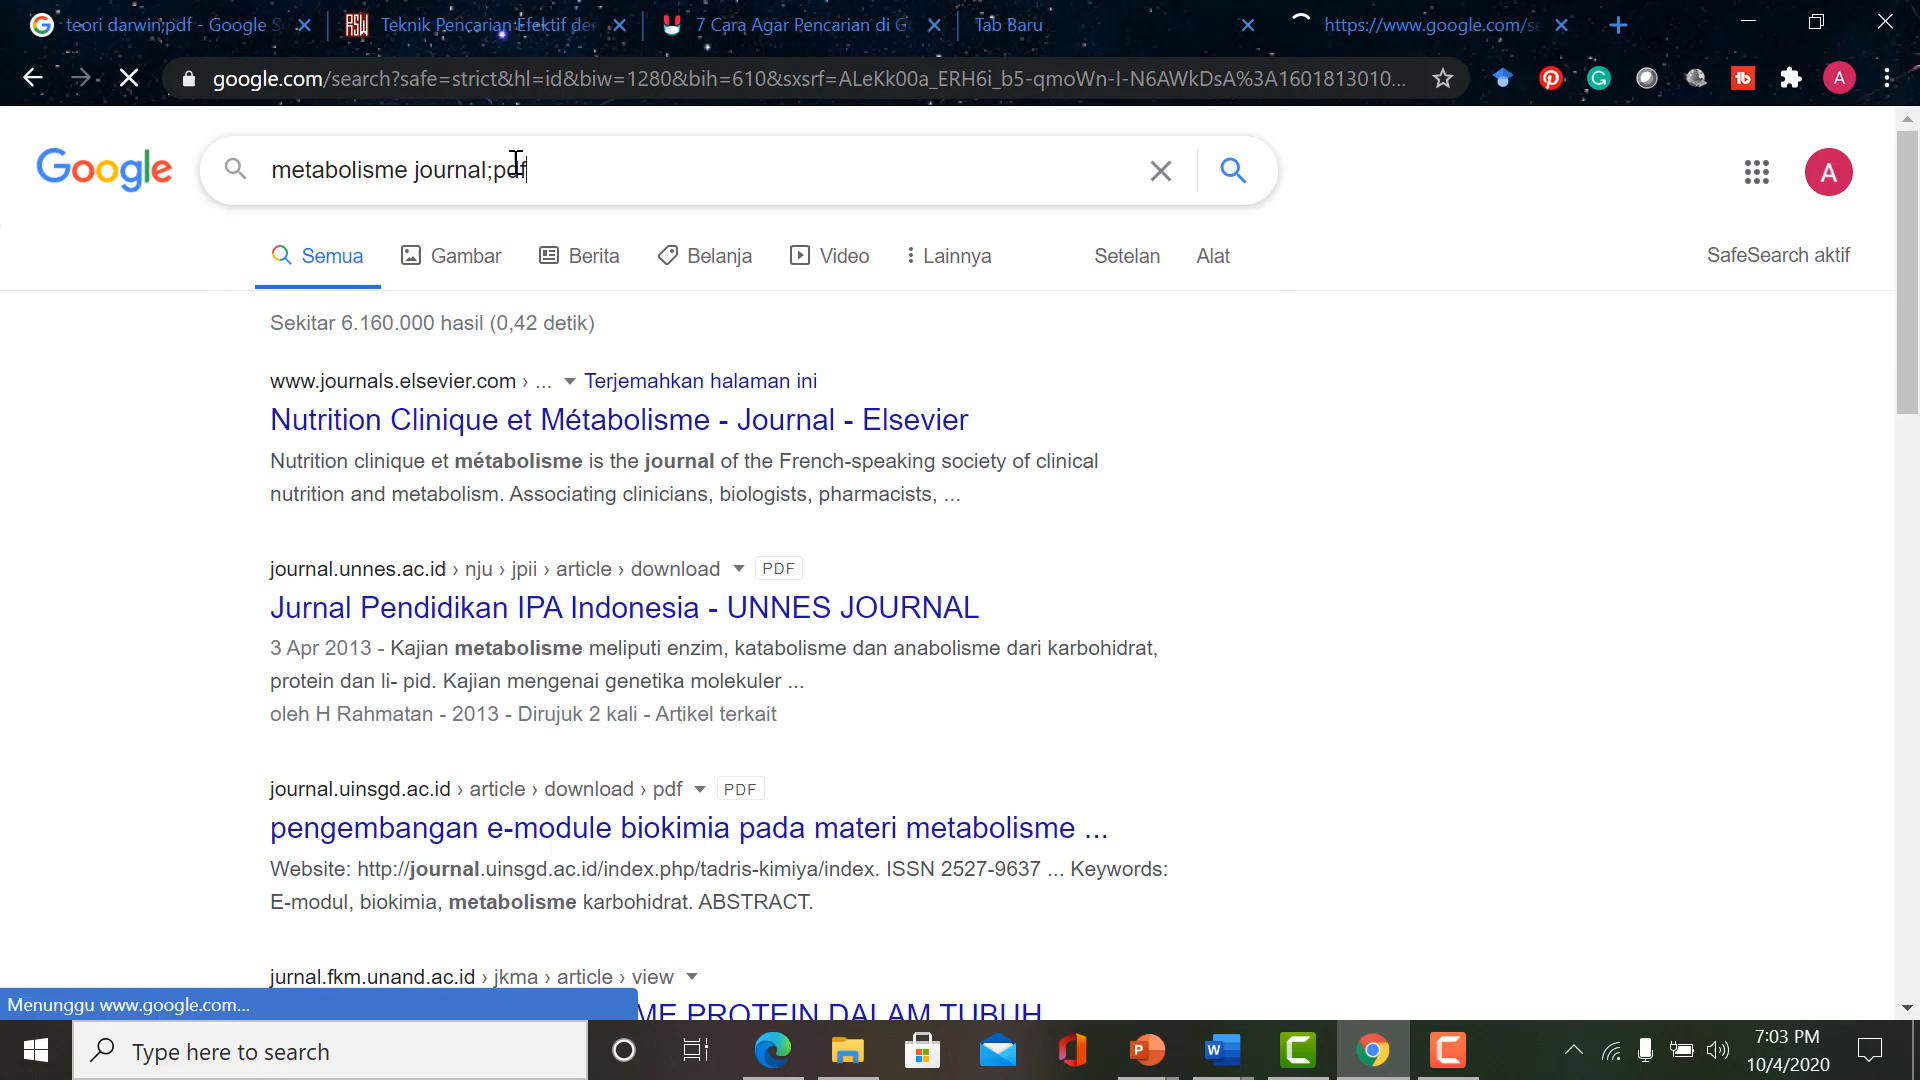 teori darwin;pdf - Google S
Teknik Pencarian Efektif de
7 Cara Agar Pencarian di G
Tab Baru
https://www.google.com/se
google.com/search?safe=strict&hl=id&biw=1280&bih=610&sxsrf=ALeKk00a_ERH6i_b5-qmoWn-I-N6AWkDsA%3A1601813010...
A
Google
metabolisme journal;pdf
A
Semua
Gambar
Berita
Belanja
Video
Lainnya
Setelan
Alat
SafeSearch aktif
Sekitar 6.160.000 hasil (0,42 detik)
www.journals.elsevier.com › ... Terjemahkan halaman ini
Nutrition Clinique et Métabolisme - Journal - Elsevier
Nutrition clinique et métabolisme is the journal of the French-speaking society of clinical
nutrition and metabolism. Associating clinicians, biologists, pharmacists, ...
journal.unnes.ac.id › nju › jpii › article › download PDF
Jurnal Pendidikan IPA Indonesia - UNNES JOURNAL
3 Apr 2013 - Kajian metabolisme meliputi enzim, katabolisme dan anabolisme dari karbohidrat,
protein dan li- pid. Kajian mengenai genetika molekuler ...
oleh H Rahmatan - 2013 - Dirujuk 2 kali - Artikel terkait
journal.uinsgd.ac.id › article › download › pdf PDF
pengembangan e-module biokimia pada materi metabolisme ...
Website: http://journal.uinsgd.ac.id/index.php/tadris-kimiya/index. ISSN 2527-9637 ... Keywords:
E-modul, biokimia, metabolisme karbohidrat. ABSTRACT.
jurnal.fkm.unand.ac.id › jkma › article › view
ME PROTEIN DALAM TUBUH
Menunggu www.google.com...
Type here to search
7:03 PM
10/4/2020